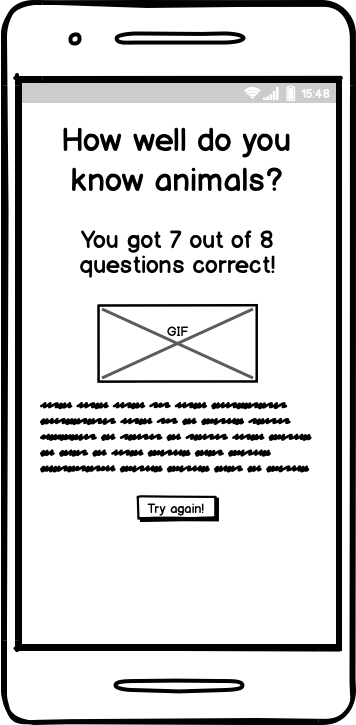 15:48
How well do you
know animals?
You got 7 out of 8
questions correct!
GIF
Try again!